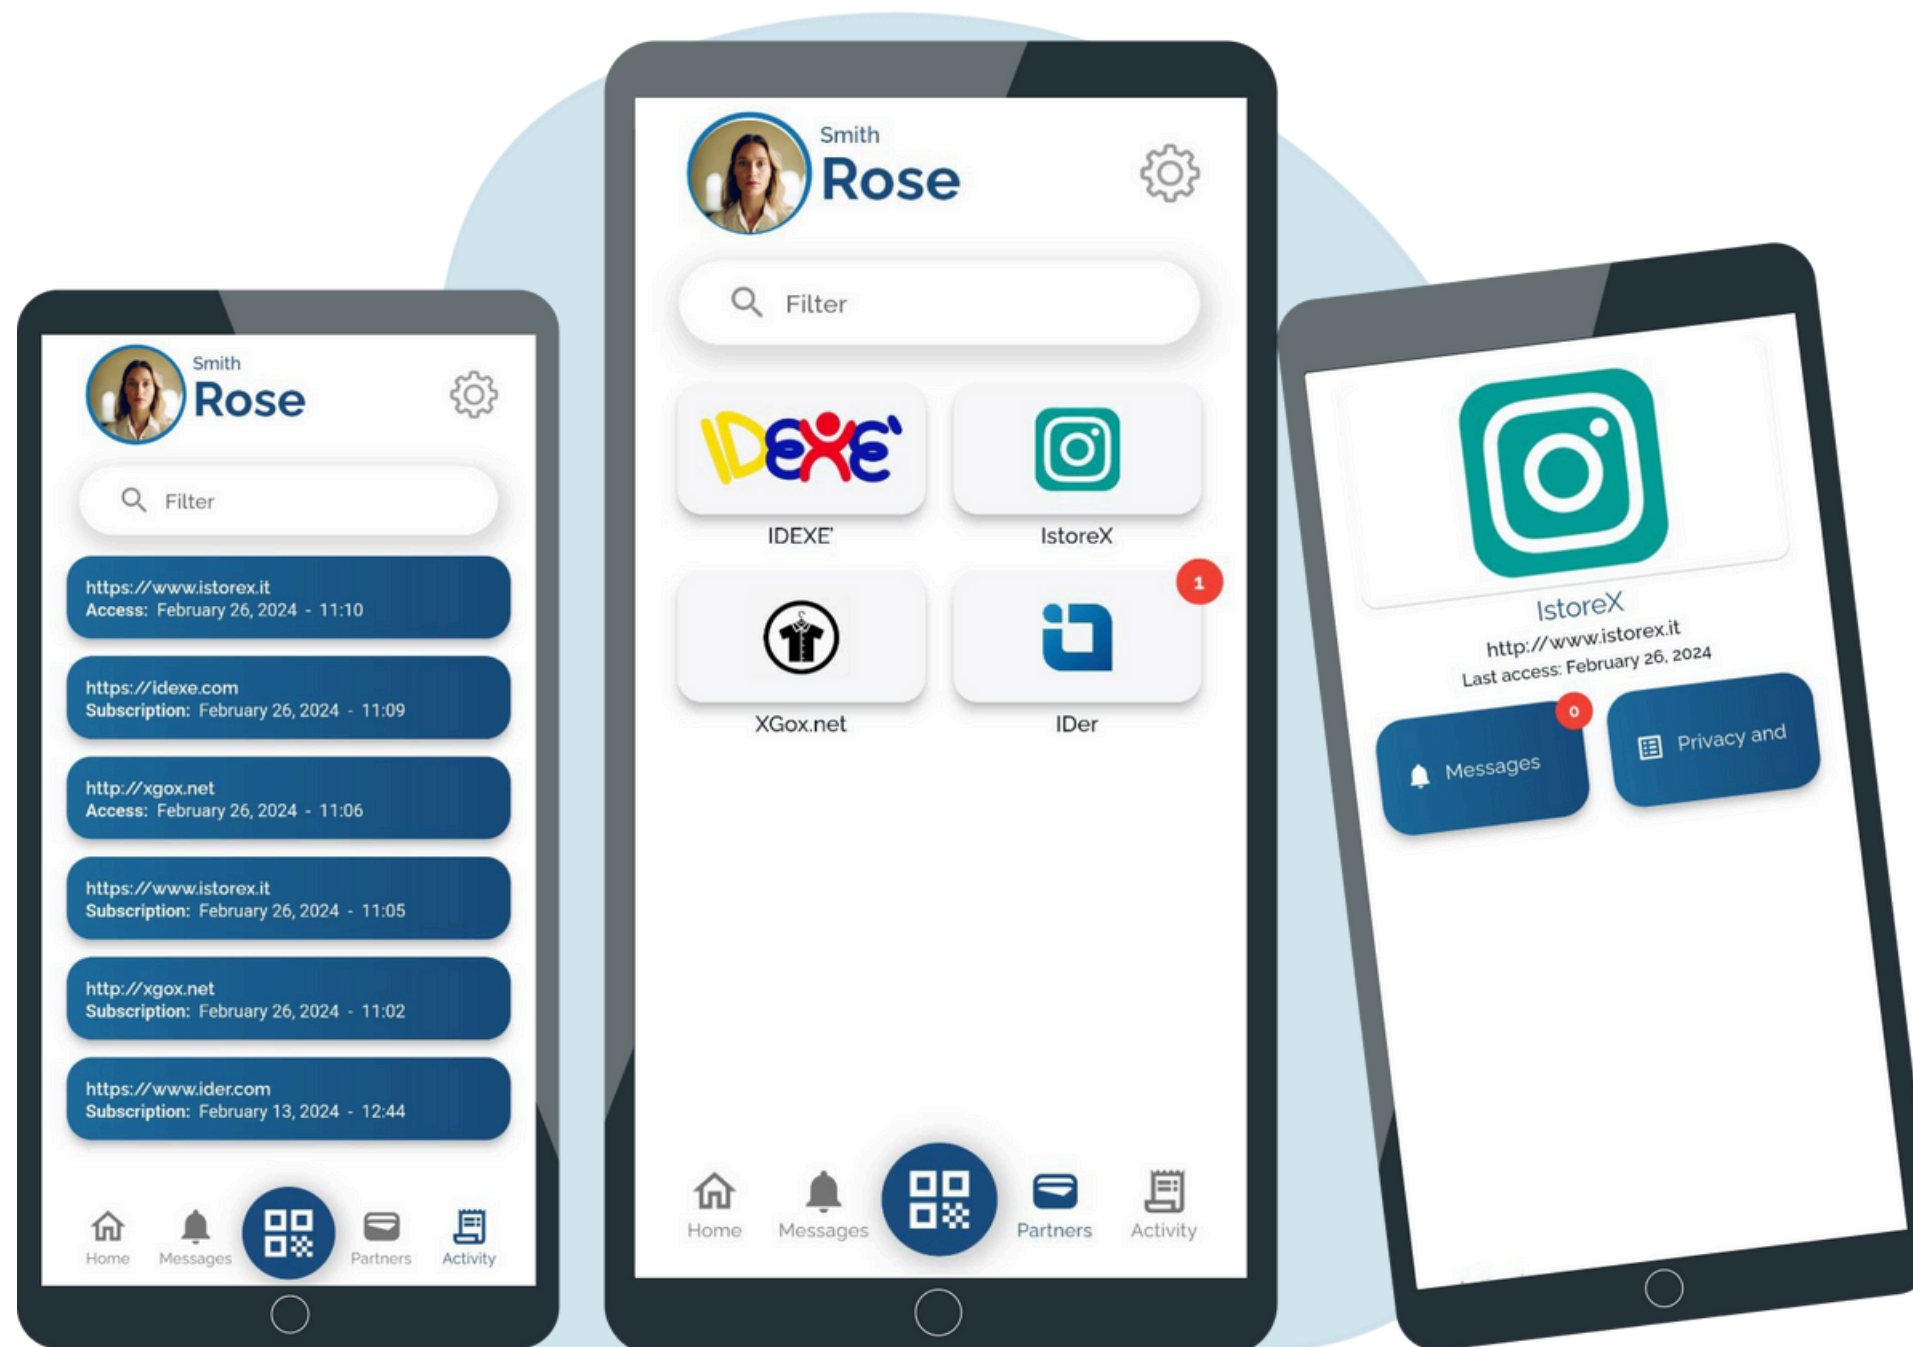 Smith
Rose
Filter
https://www.istorex.it
Access: February 26, 2024 - 11:10
https://idexe.com
Subscription: February 26, 2024 - 11:09
http://xgox.net
Access: February 26, 2024 - 11:06
https://www.istorex.it
Subscription: February 26, 2024 - 11:05
http://xgox.net
Subscription: February 26, 2024 - 11:02
https://www.ider.com
Subscription: February 13, 2024 - 12:44
Home Messages Partners Activity
Smith
Rose
Filter
IDEXE'
IDEXE' IstoreX
1
XGox.net IDer
Home Messages Partners Activity
IstoreX
http://www.istorex.it
Last access: February 26, 2024
0
Messages Privacy and